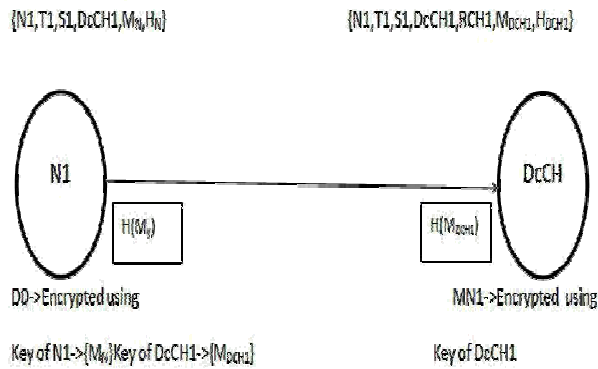 {N1,T1,S1,DcCH1,MN,HN}
{N1,T1,S1,DcCH1,RCH1,MDCH1,HDCH1}
N1
DcCH
H(MN)
H(MDCH1)
D0->Encrypted using
MN1->Encrypted using
Key of N1->{MN}Key of DcCH1->{MDCH1}
Key of DcCH1